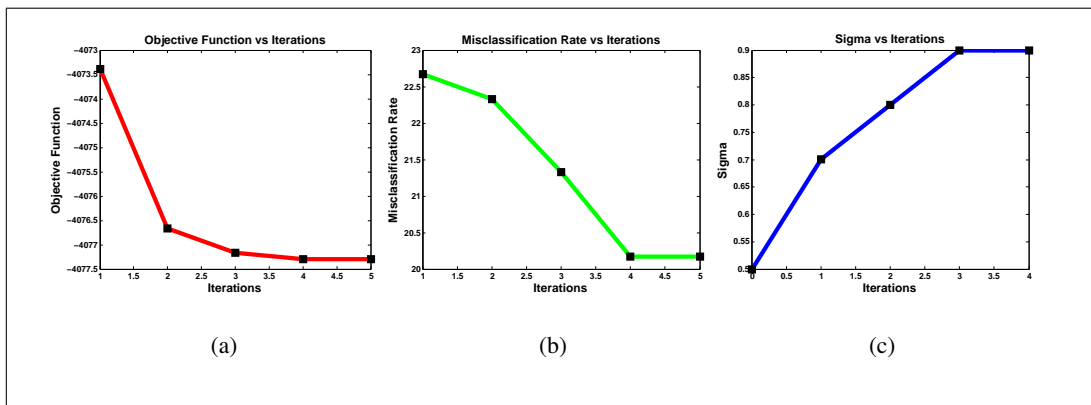 Objective Function vs Iterations
−4073
−4073.5
−4074
−4074.5
−4075
−4075.5
−4076
−4076.5
−4077
−4077.5
Objective Function
1 1.5 2 2.5 3 3.5 4 4.5 5
Iterations
(a)
Misclassification Rate vs Iterations
23
22.5
22
21.5
21
20.5
20
Misclassification Rate
1 1.5 2 2.5 3 3.5 4 4.5 5
Iterations
(b)
Sigma vs Iterations
0.9
0.85
0.8
0.75
0.7
0.65
0.6
0.55
0.5
Sigma
0 0.5 1 1.5 2 2.5 3 3.5 4
Iterations
(c)